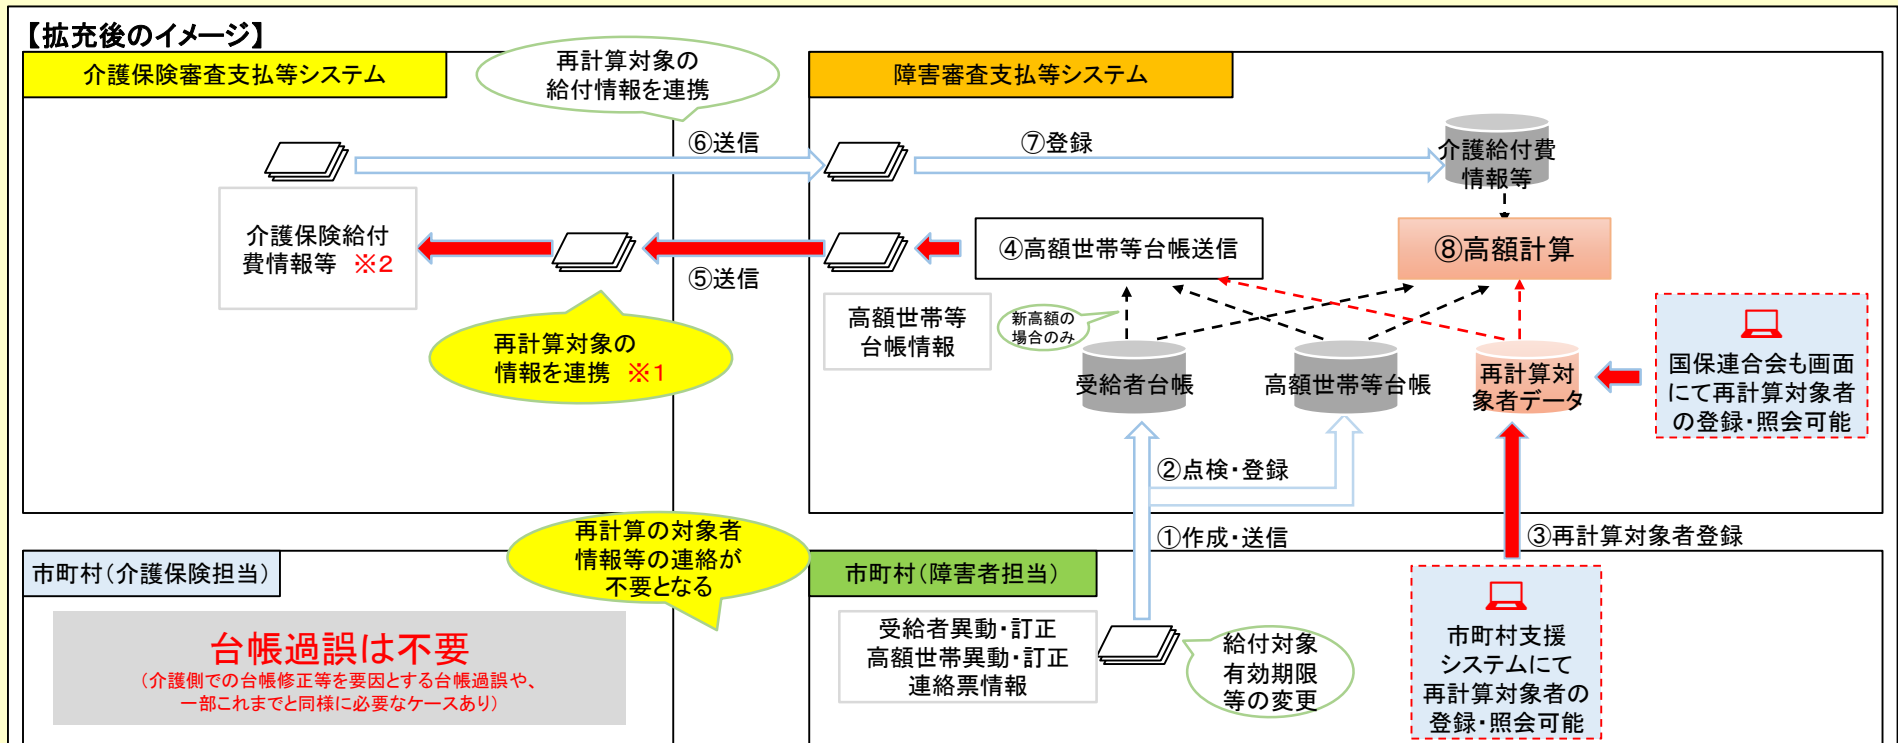 【拡充後のイメージ】
介護保険審査支払等システム
再計算対象の
給付情報を連携
障害審査支払等システム
⑥送信
⑦登録
介護給付費
情報等
介護保険給付
費情報等 ※2
⑤送信
④高額世帯等台帳送信
⑧高額計算
再計算対象の
情報を連携 ※1
高額世帯等
台帳情報
新高額の
場合のみ
受給者台帳
高額世帯等台帳
再計算対
象者データ
国保連合会も画面
にて再計算対象者
の登録・照会可能
②点検・登録
①作成・送信
③再計算対象者登録
再計算の対象者
情報等の連絡が
不要となる
市町村(介護保険担当)
台帳過誤は不要
(介護側での台帳修正等を要因とする台帳過誤や、
一部これまでと同様に必要なケースあり)
市町村(障害者担当)
受給者異動・訂正
高額世帯異動・訂正
連絡票情報
給付対象
有効期限
等の変更
市町村支援
システムにて
再計算対象者の
登録・照会可能